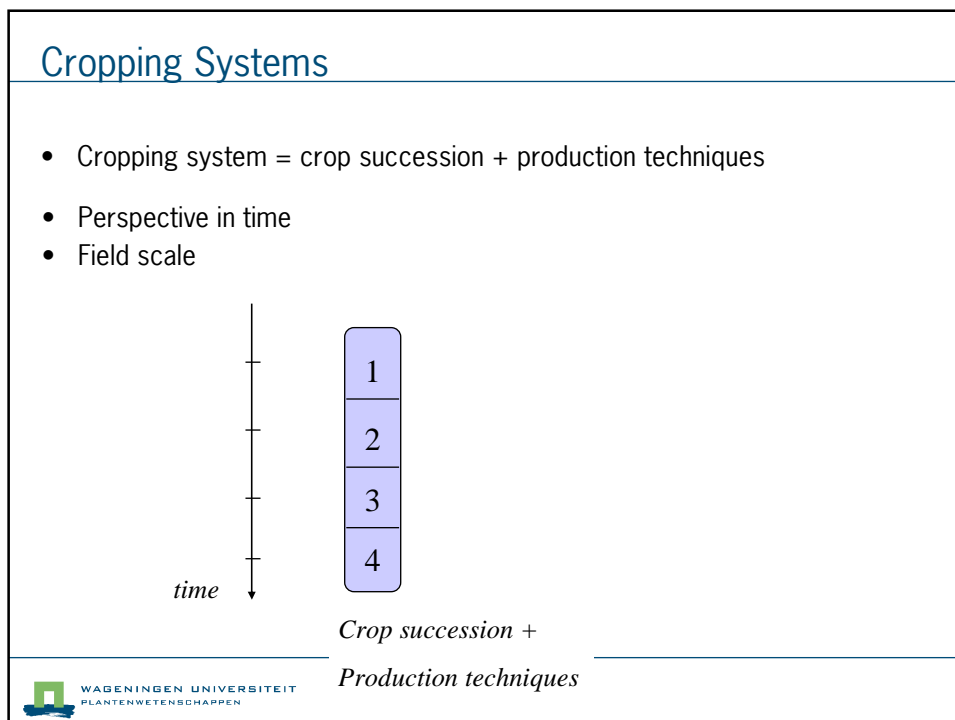 Cropping Systems
• Cropping system = crop succession + production techniques
• Perspective in time
• Field scale
1
2
3
4
time
Crop succession +
Production techniques
WAGENINGEN UNIVERSITEIT
PLANTENWETENSCHAPPEN